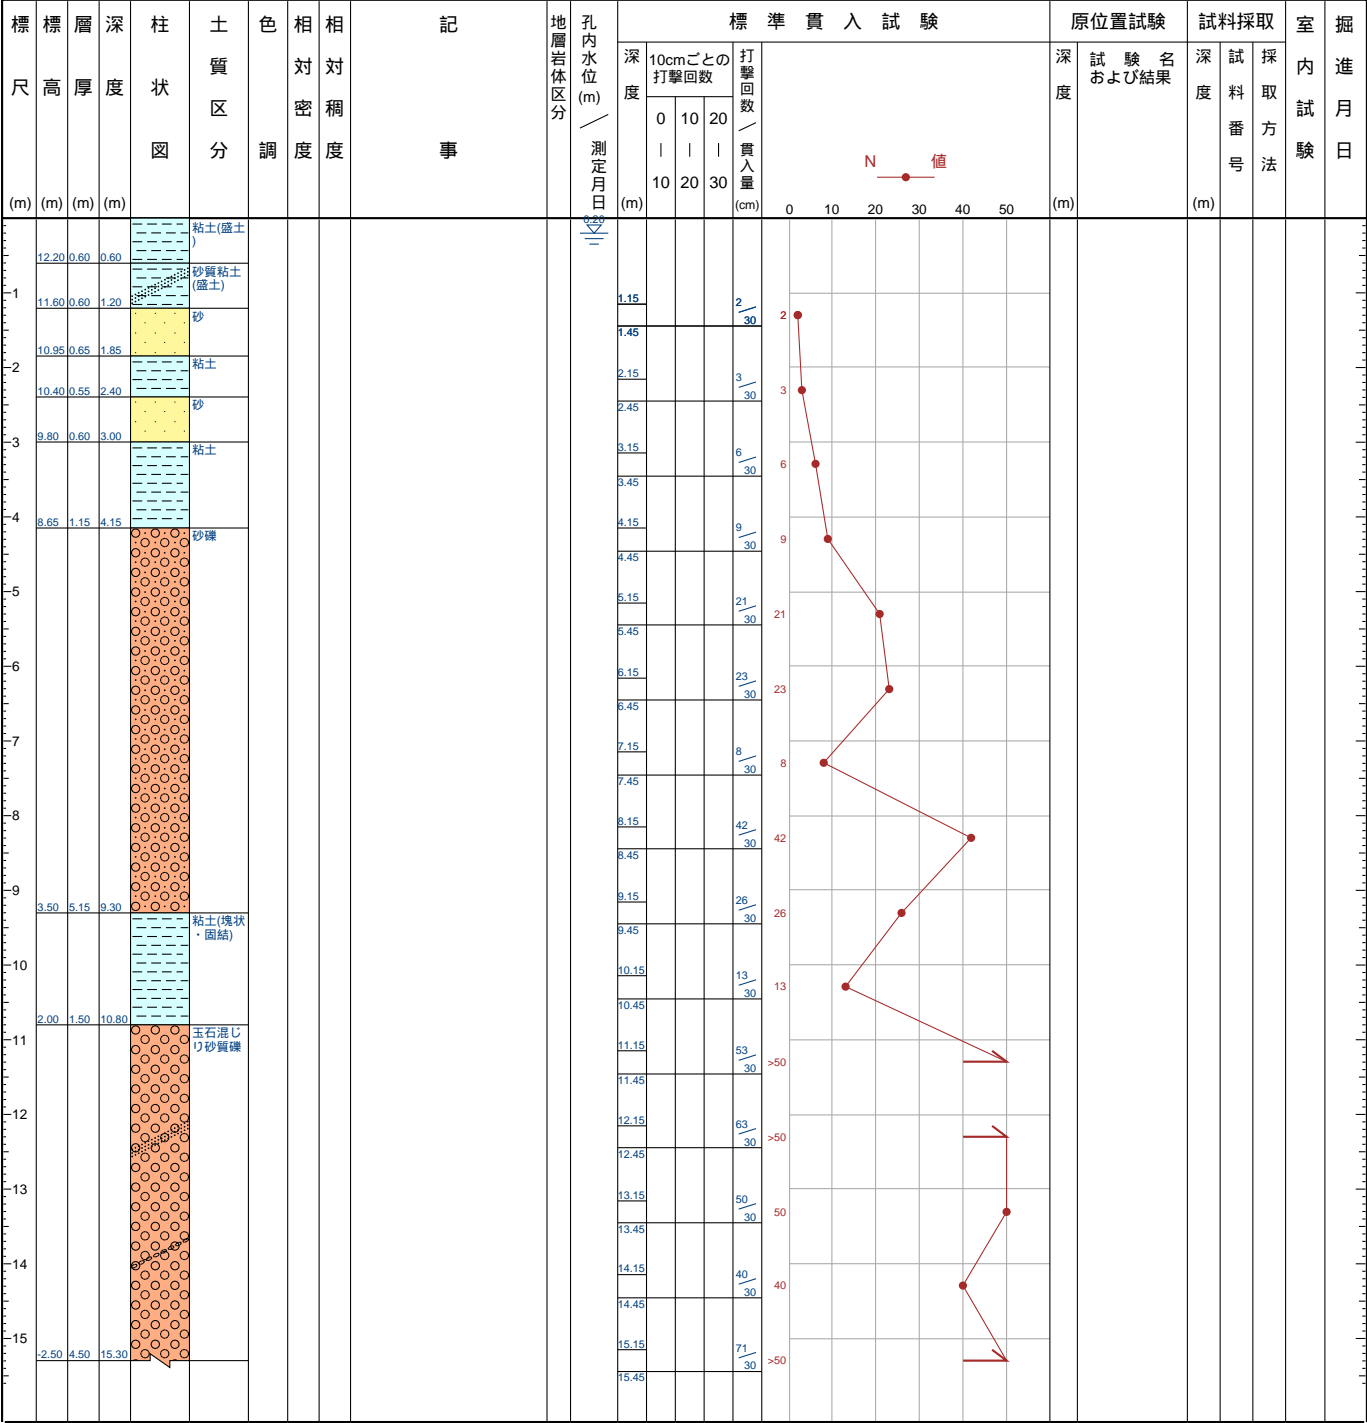 標尺(m)
標高(m)
層厚(m)
深度(m)
柱状図
土質区分
色調
相対密度
相対稠度
記事
地層岩体区分
孔内水位(m)／測定月日
標準貫入試験
深度(m)
10cmごとの
打撃回数
0 10 20
| | |
10 20 30
打撃回数／貫入量(cm)
N 値
0 10 20 30 40 50
原位置試験
深度(m)
試験名
および結果
試料採取
深度(m)
試料番号
採取方法
室内試験
掘進月日
0.20
粘土(盛土
)
12.20 0.60 0.60
砂質粘土
(盛土)
1
11.60 0.60 1.20
1.15
2/30
2
1.45
砂
10.95 0.65 1.85
2
粘土
2.15
3/30
3
2.45
10.40 0.55 2.40
砂
9.80 0.60 3.00
3
粘土
3.15
6/30
6
3.45
4
8.65 1.15 4.15
4.15
9/30
9
4.45
砂礫
5
5.15
21/30
21
5.45
6
6.15
23/30
23
6.45
7
7.15
8/30
8
7.45
8
8.15
42/30
42
8.45
9
3.50 5.15 9.30
9.15
26/30
26
9.45
粘土(塊状
・固結)
10
10.15
13/30
13
10.45
2.00 1.50 10.80
11
玉石混じ
り砂質礫
11.15
53/30
>50
11.45
12
12.15
63/30
>50
12.45
13
13.15
50/30
50
13.45
14
14.15
40/30
40
14.45
15
-2.50 4.50 15.30
15.15
71/30
>50
15.45